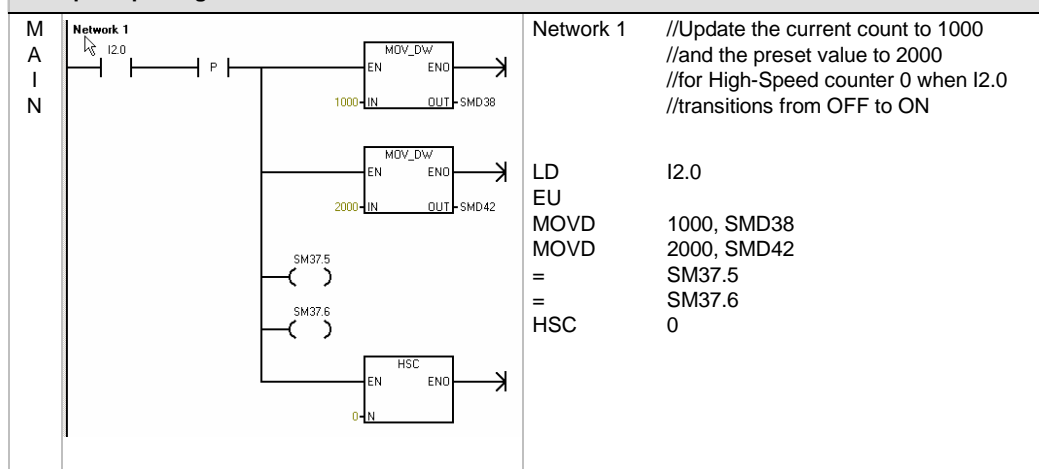 M
A
I
N
Network 1
I2.0
P
MOV_DW
EN ENO
1000 IN OUT SMD38
MOV_DW
EN ENO
2000 IN OUT SMD42
SM37.5
SM37.6
HSC
EN ENO
0 N
Network 1 //Update the current count to 1000
//and the preset value to 2000
//for High-Speed counter 0 when I2.0
//transitions from OFF to ON
LD I2.0
EU
MOVD 1000, SMD38
MOVD 2000, SMD42
= SM37.5
= SM37.6
HSC 0